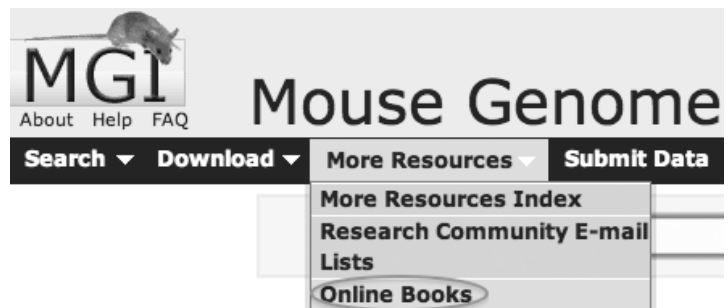 MGI
About Help FAQ
Mouse Genome
Search Download More Resources Submit Data
More Resources Index
Research Community E-mail
Lists
Online Books